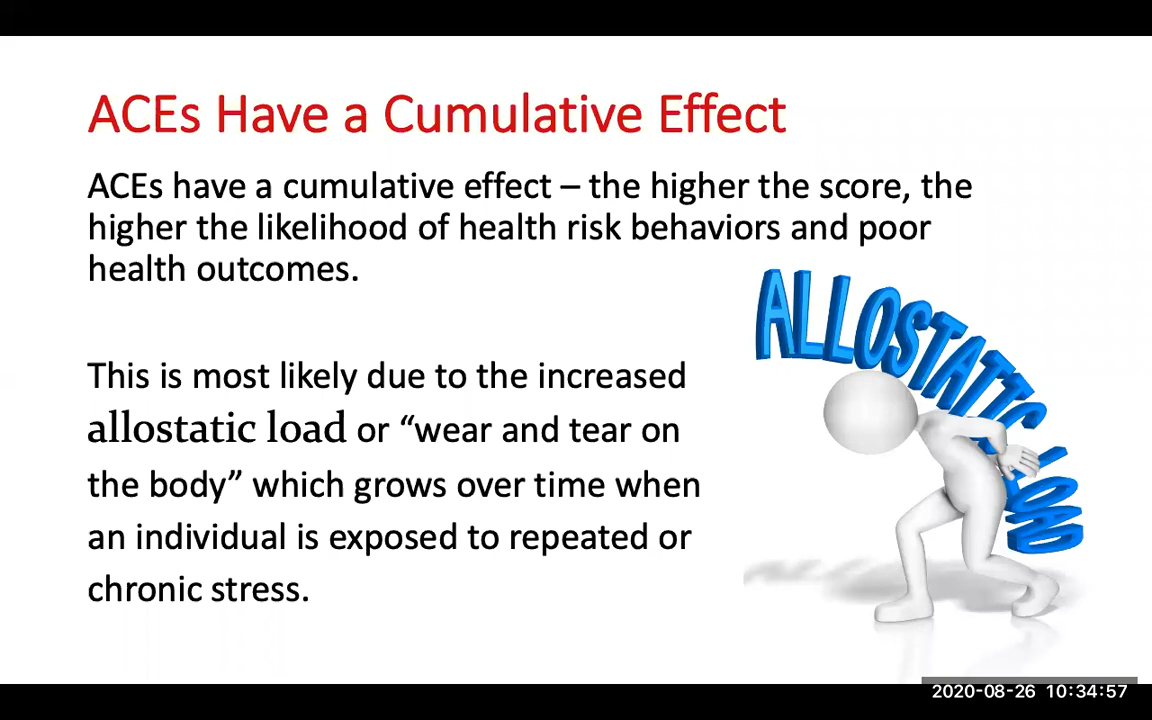 ACEs Have a Cumulative Effect
ACEs have a cumulative effect – the higher the score, the
higher the likelihood of health risk behaviors and poor
health outcomes.
ALLOSTATIC LOAD
This is most likely due to the increased
allostatic load or “wear and tear on
the body” which grows over time when
an individual is exposed to repeated or
chronic stress.
2020-08-26 10:34:57